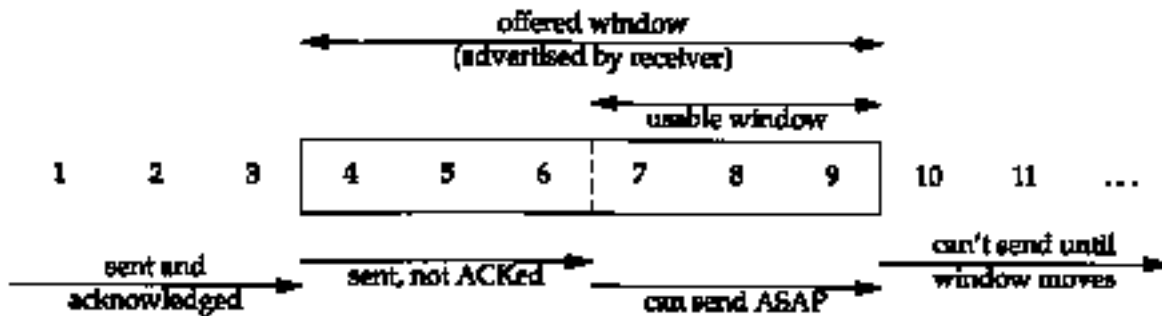 offered window
(advertised by receiver)
usable window
1 2 3 4 5 6 7 8 9 10 11 ...
sent and
acknowledged
sent, not ACKed
can send ASAP
can't send until
window moves